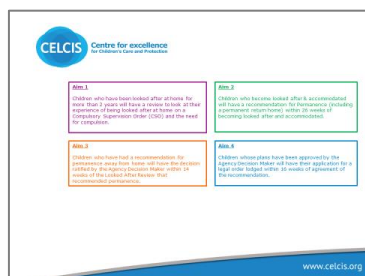 CELCIS
Centre for excellence
for Children's Care and Protection
Aim 1
Children who have been looked after at home for
more than 2 years will have a review to look at their
experience of being looked after at home on a
Compulsory Supervision Order (CSO) and the need
for compulsion.
Aim 2
Children who become looked after & accommodated
will have a recommendation for Permanence (including
a permanent return home) within 26 weeks of
becoming looked after and accommodated.
Aim 3
Children who have had a recommendation for
permanence away from home will have the decision
ratified by the Agency Decision Maker within 14
weeks of the Looked After Review that
recommended permanence.
Aim 4
Children whose plans have been approved by the
Agency Decision Maker will have their application for a
legal order lodged within 16 weeks of agreement of
the recommendation.
www.celcis.org